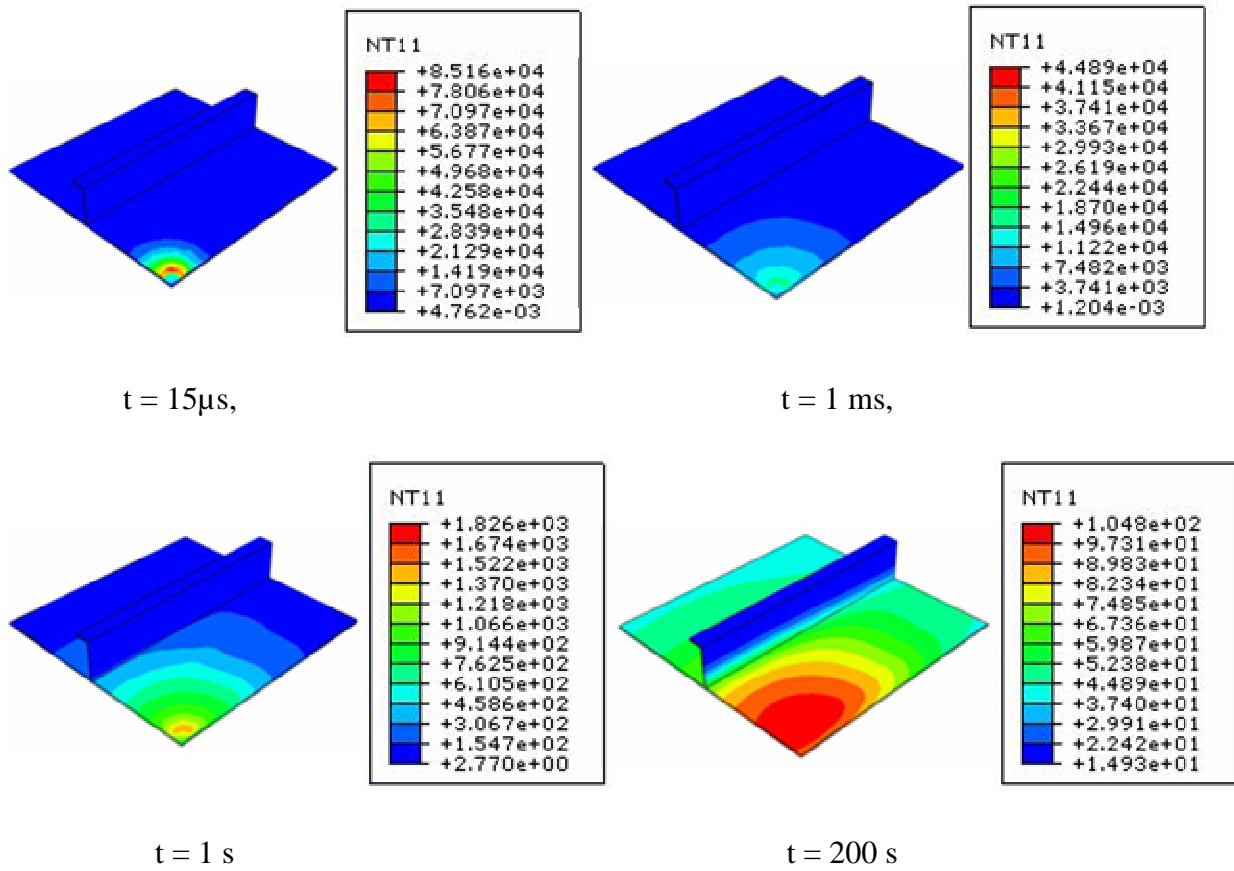 NT11
+8.516e+04
+7.806e+04
+7.097e+04
+6.387e+04
+5.677e+04
+4.968e+04
+4.258e+04
+3.548e+04
+2.839e+04
+2.129e+04
+1.419e+04
+7.097e+03
+4.762e-03
NT11
+4.489e+04
+4.115e+04
+3.741e+04
+3.367e+04
+2.993e+04
+2.619e+04
+2.244e+04
+1.870e+04
+1.496e+04
+1.122e+04
+7.482e+03
+3.741e+03
+1.204e-03
t = 15µs,
t = 1 ms,
NT11
+1.826e+03
+1.674e+03
+1.522e+03
+1.370e+03
+1.218e+03
+1.066e+03
+9.144e+02
+7.625e+02
+6.105e+02
+4.586e+02
+3.067e+02
+1.547e+02
+2.770e+00
NT11
+1.048e+02
+9.731e+01
+8.983e+01
+8.234e+01
+7.485e+01
+6.736e+01
+5.987e+01
+5.238e+01
+4.489e+01
+3.740e+01
+2.991e+01
+2.242e+01
+1.493e+01
t = 1 s
t = 200 s